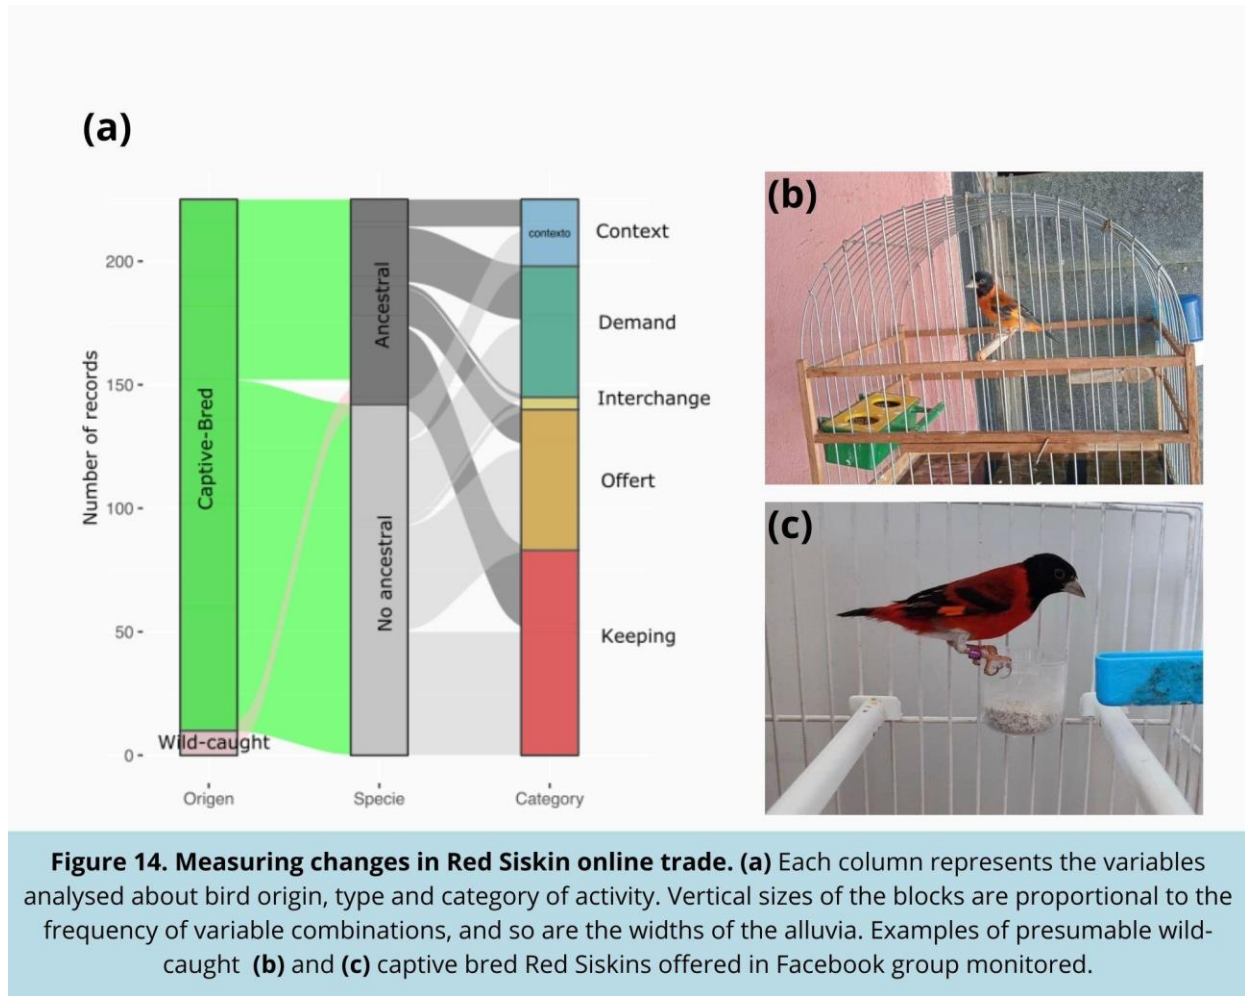 (a)
Number of records
200
150
100
50
0
Captive-Bred
Wild-caught
Ancestral
No ancestral
contexto
Context
Demand
Interchange
Offert
Keeping
Origen
Specie
Category
(b)
(c)
Figure 14. Measuring changes in Red Siskin online trade. (a) Each column represents the variables
analysed about bird origin, type and category of activity. Vertical sizes of the blocks are proportional to the
frequency of variable combinations, and so are the widths of the alluvia. Examples of presumable wild-
caught (b) and (c) captive bred Red Siskins offered in Facebook group monitored.